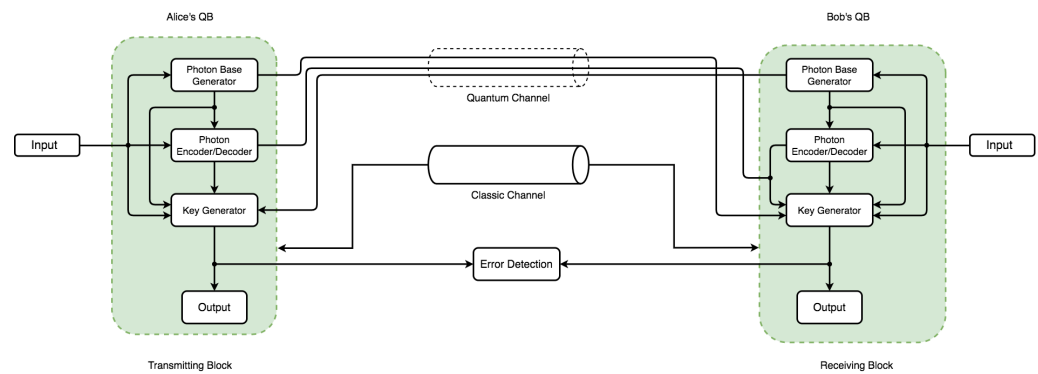 Alice's QB
Bob's QB
Photon Base
Generator
Quantum Channel
Photon Base
Generator
Input
Photon
Encoder/Decoder
Photon
Encoder/Decoder
Input
Classic Channel
Key Generator
Key Generator
Error Detection
Output
Output
Transmitting Block
Receiving Block